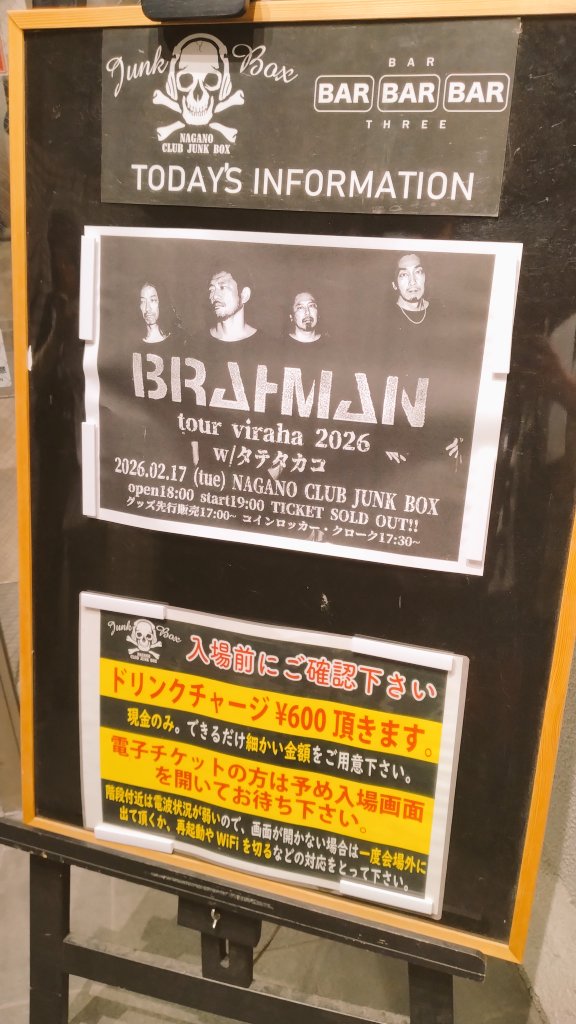 Junk Box
NAGANO
CLUB JUNK BOX
BAR
BAR BAR BAR
THREE
TODAY'S INFORMATION
BRAHMAN
tour viraha 2026
w/タテタカコ
2026.02.17 (tue) NAGANO CLUB JUNK BOX
open18:00 start19:00 TICKET SOLD OUT!!
グッズ先行販売17:00~ コインロッカー、クローク17:30~
Junk Box
NAGANO
CLUB JUNK BOX
入場前にご確認下さい
ドリンクチャージ ¥600 頂きます。
現金のみ。できるだけ細かい金額をご用意下さい。
電子チケットの方は予め入場画面
を開いてお待ち下さい。
階段付近は電波状況が弱いので、画面が開かない場合は一度会場外に
出て頂くか、再起動や WiFi を切るなどの対応をとって下さい。